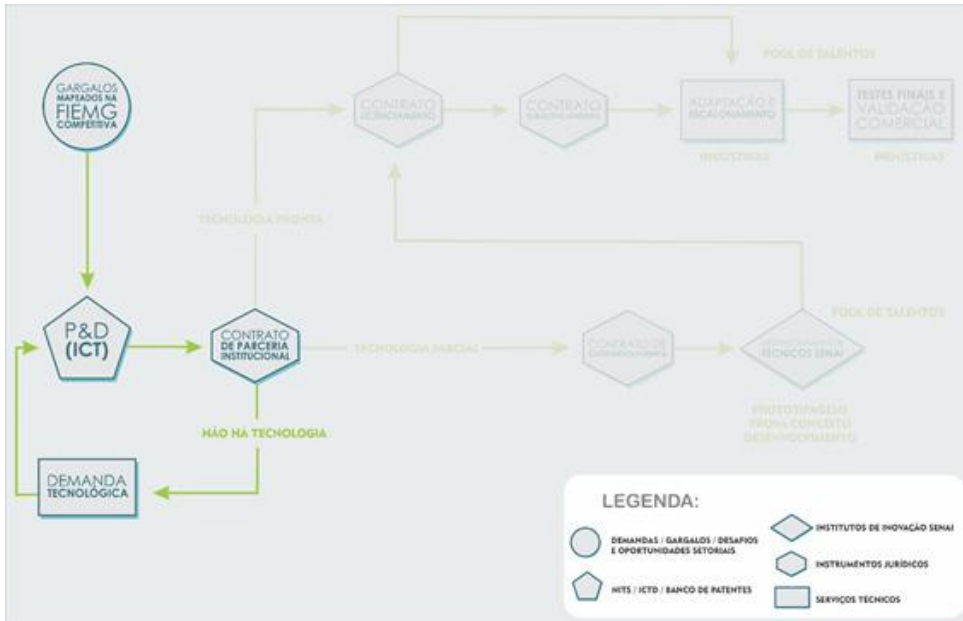 GARGALOS
MAPEADOS NA
FIEMG
COMPETITIVA
POOL DE TALENTOS
CONTRATO
LICENCIAMENTO
CONTRATO
ADAPTAÇÃO E
ESCALONAMENTO
TESTES FINAIS E
VALIDAÇÃO
COMERCIAL
INDÚSTRIAS
INDÚSTRIAS
TECNOLOGIA PRONTA
P&D
(ICT)
CONTRATO
DE PARCERIA
INSTITUCIONAL
TECNOLOGIA PARCIAL
CONTRATO DE
POOL DE TALENTOS
TÉCNICOS SENAI
PROTOTIPAGEM
PROVA CONCEITO
DESENVOLVIMENTO
NÃO HÁ TECNOLOGIA
DEMANDA
TECNOLÓGICA
LEGENDA:
DEMANDAS / GARGALOS / DESAFIOS
E OPORTUNIDADES SETORIAIS
NITS / ICTD / BANCO DE PATENTES
INSTITUTOS DE INOVAÇÃO SENAI
INSTRUMENTOS JURÍDICOS
SERVIÇOS TÉCNICOS